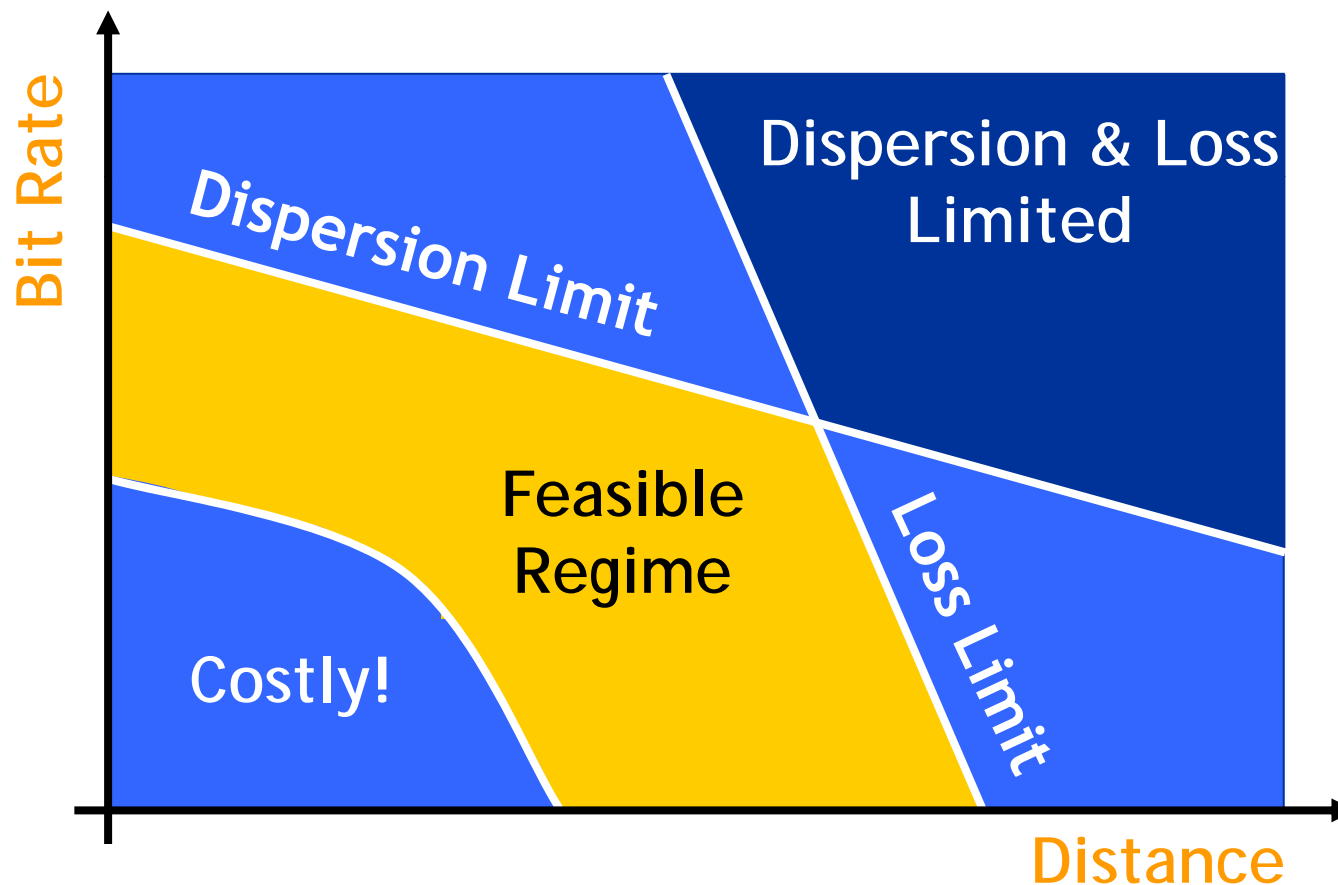 Bit Rate
Dispersion & Loss
Limited
Dispersion Limit
Feasible
Regime
Loss Limit
Costly!
Distance